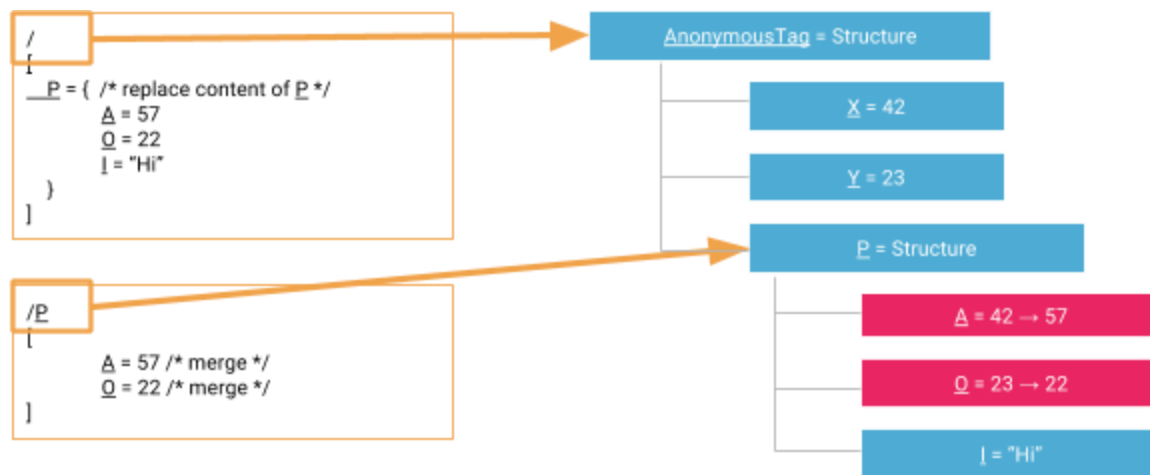 /
[
P = { /* replace content of P */
A = 57
O = 22
I = “Hi”
}
]
/P
[
A = 57 /* merge */
O = 22 /* merge */
]
AnonymousTag = Structure
X = 42
Y = 23
P = Structure
A = 42 → 57
O = 23 → 22
I = “Hi”